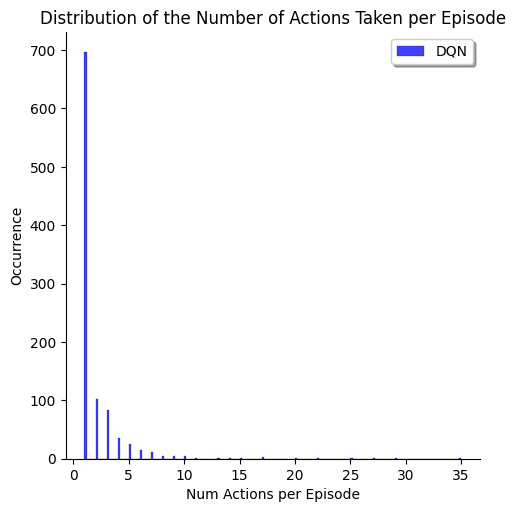 Distribution of the Number of Actions Taken per Episode
DQN
700
600
500
400
300
200
100
0
Occurrence
0 5 10 15 20 25 30 35
Num Actions per Episode